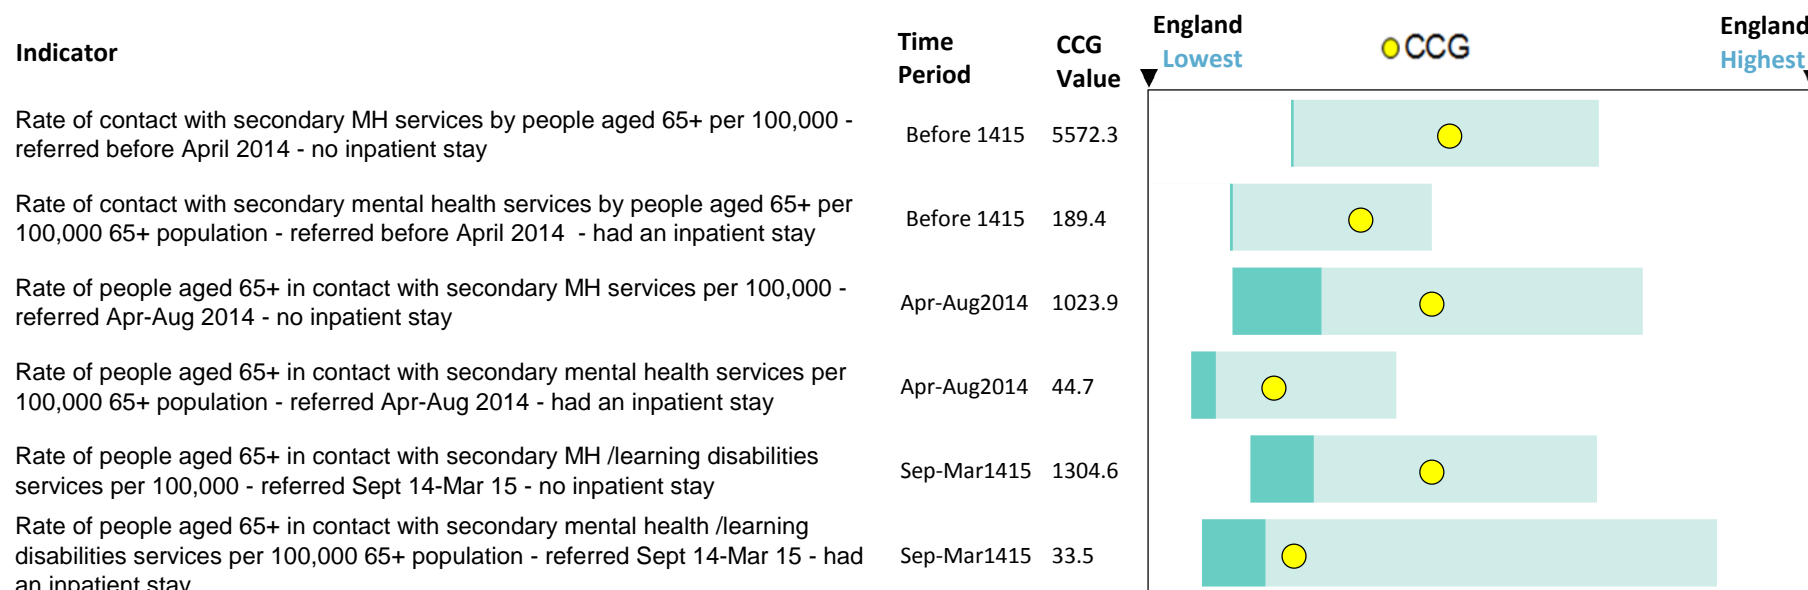 Indicator
Time Period
CCG Value
England Lowest
CCG
England Highest
Rate of contact with secondary MH services by people aged 65+ per 100,000 -
referred before April 2014 - no inpatient stay
Before 1415 5572.3
Rate of contact with secondary mental health services by people aged 65+ per
100,000 65+ population - referred before April 2014  - had an inpatient stay
Before 1415 189.4
Rate of people aged 65+ in contact with secondary MH services per 100,000 -
referred Apr-Aug 2014 - no inpatient stay
Apr-Aug2014 1023.9
Rate of people aged 65+ in contact with secondary mental health services per
100,000 65+ population - referred Apr-Aug 2014 - had an inpatient stay
Apr-Aug2014 44.7
Rate of people aged 65+ in contact with secondary MH /learning disabilities
services per 100,000 - referred Sept 14-Mar 15 - no inpatient stay
Sep-Mar1415 1304.6
Rate of people aged 65+ in contact with secondary mental health /learning
disabilities services per 100,000 65+ population - referred Sept 14-Mar 15 - had
an inpatient stay
Sep-Mar1415 33.5